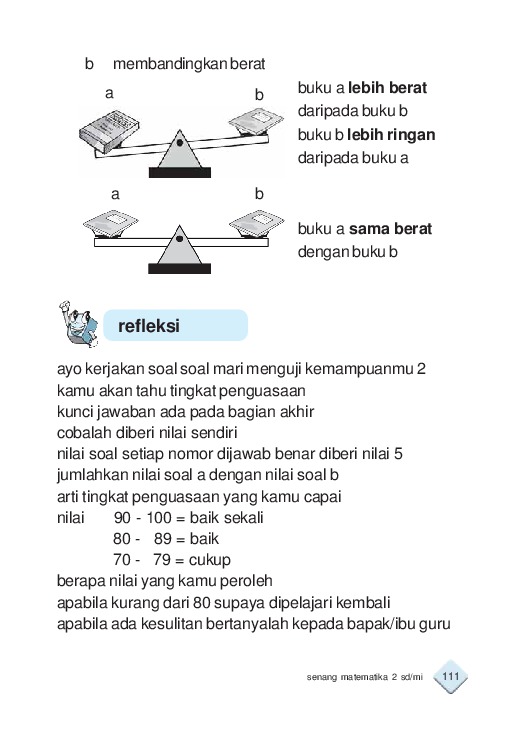 b membandingkan berat
a b
buku a lebih berat
daripada buku b
buku b lebih ringan
daripada buku a
a b
buku a sama berat
dengan buku b
refleksi
ayo kerjakan soal soal mari menguji kemampuanmu 2
kamu akan tahu tingkat penguasaan
kunci jawaban ada pada bagian akhir
cobalah diberi nilai sendiri
nilai soal setiap nomor dijawab benar diberi nilai 5
jumlahkan nilai soal a dengan nilai soal b
arti tingkat penguasaan yang kamu capai
nilai 90 - 100 = baik sekali
80 - 89 = baik
70 - 79 = cukup
berapa nilai yang kamu peroleh
apabila kurang dari 80 supaya dipelajari kembali
apabila ada kesulitan bertanyalah kepada bapak/ibu guru
senang matematika 2 sd/mi 111